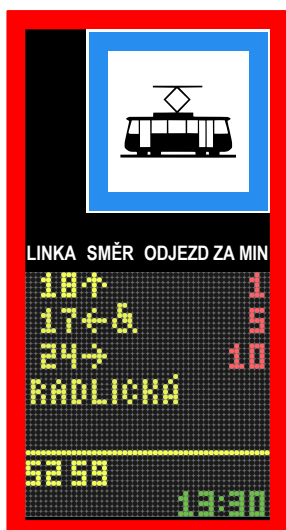 LINKA SMĚR ODJEZD ZA MIN
18↑ 1
17←♿ 5
24→ 10
RADLICKÁ
52 59
13:30